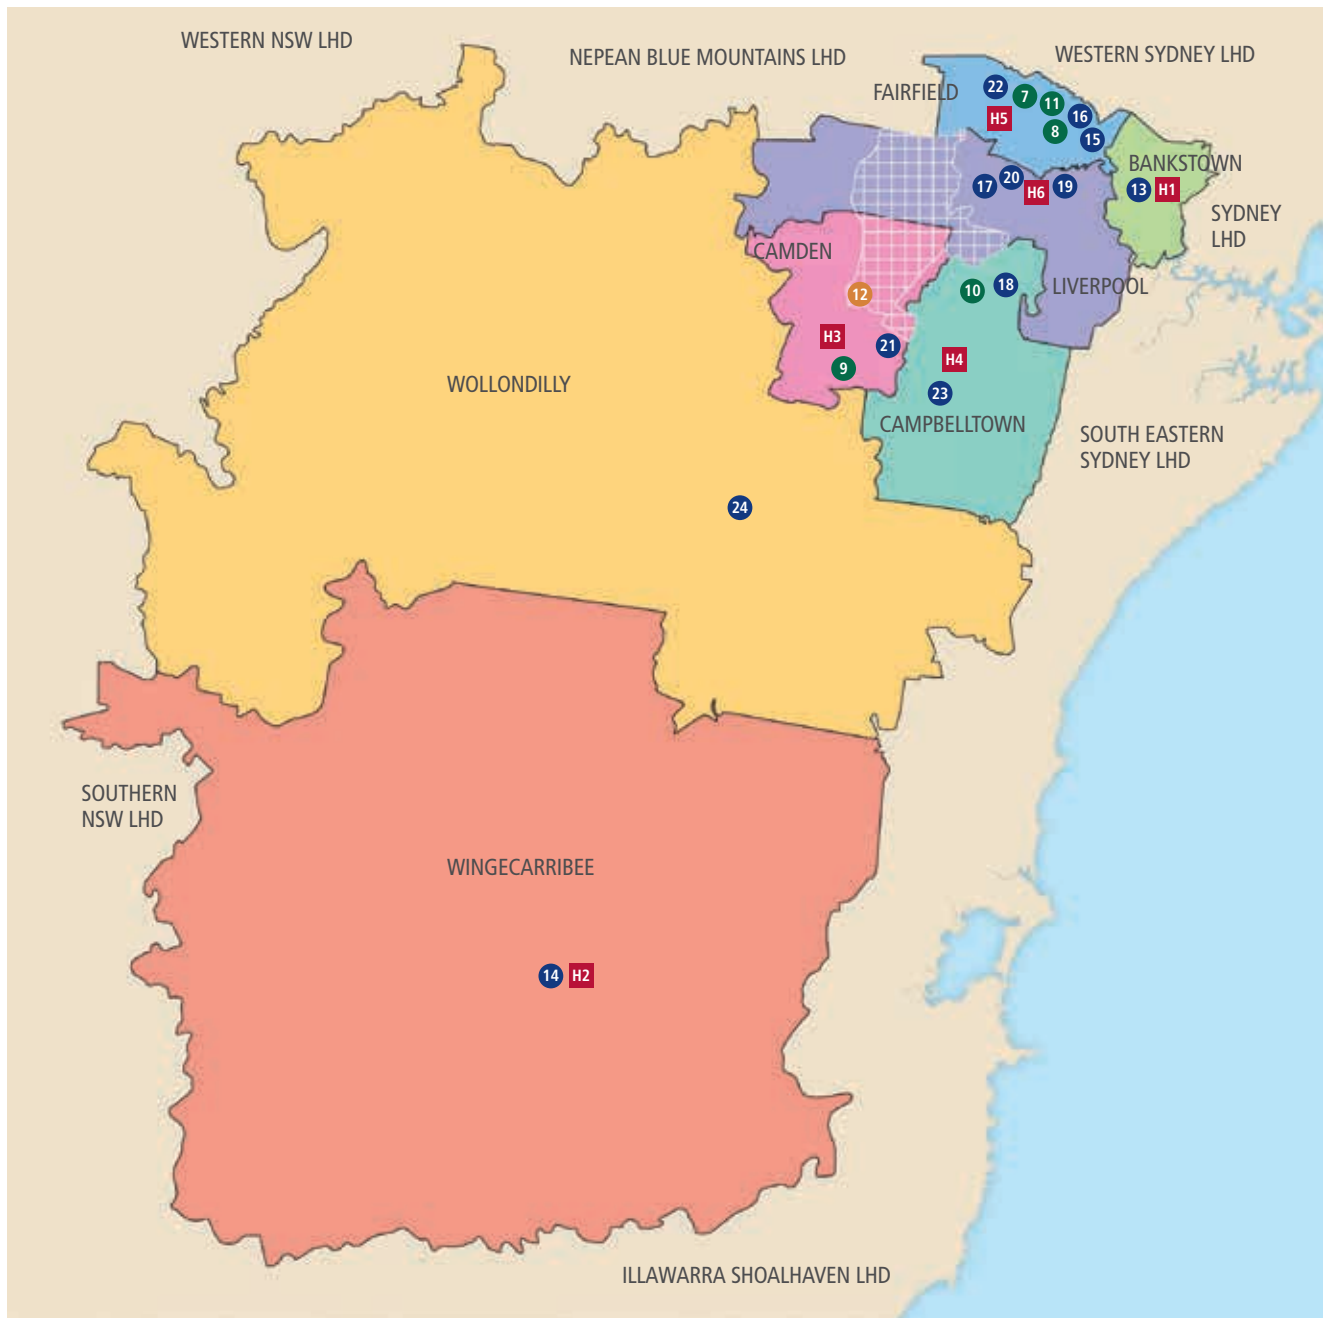 WESTERN NSW LHD
NEPEAN BLUE MOUNTAINS LHD
WESTERN SYDNEY LHD
FAIRFIELD
22
7
11
16
H5
8
15
BANKSTOWN
13
H1
17
20
H6
19
SYDNEY
LHD
CAMDEN
LIVERPOOL
10
18
12
H3
21
9
H4
23
CAMPBELLTOWN
WOLLONDILLY
SOUTH EASTERN
SYDNEY LHD
24
SOUTHERN
NSW LHD
WINGECARRIBEE
14
H2
ILLAWARRA SHOALHAVEN LHD